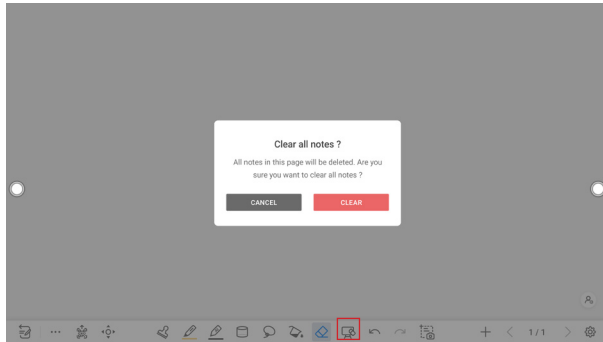 Clear all notes ?
All notes in this page will be deleted. Are you
sure you want to clear all notes ?
CANCEL CLEAR
1/1